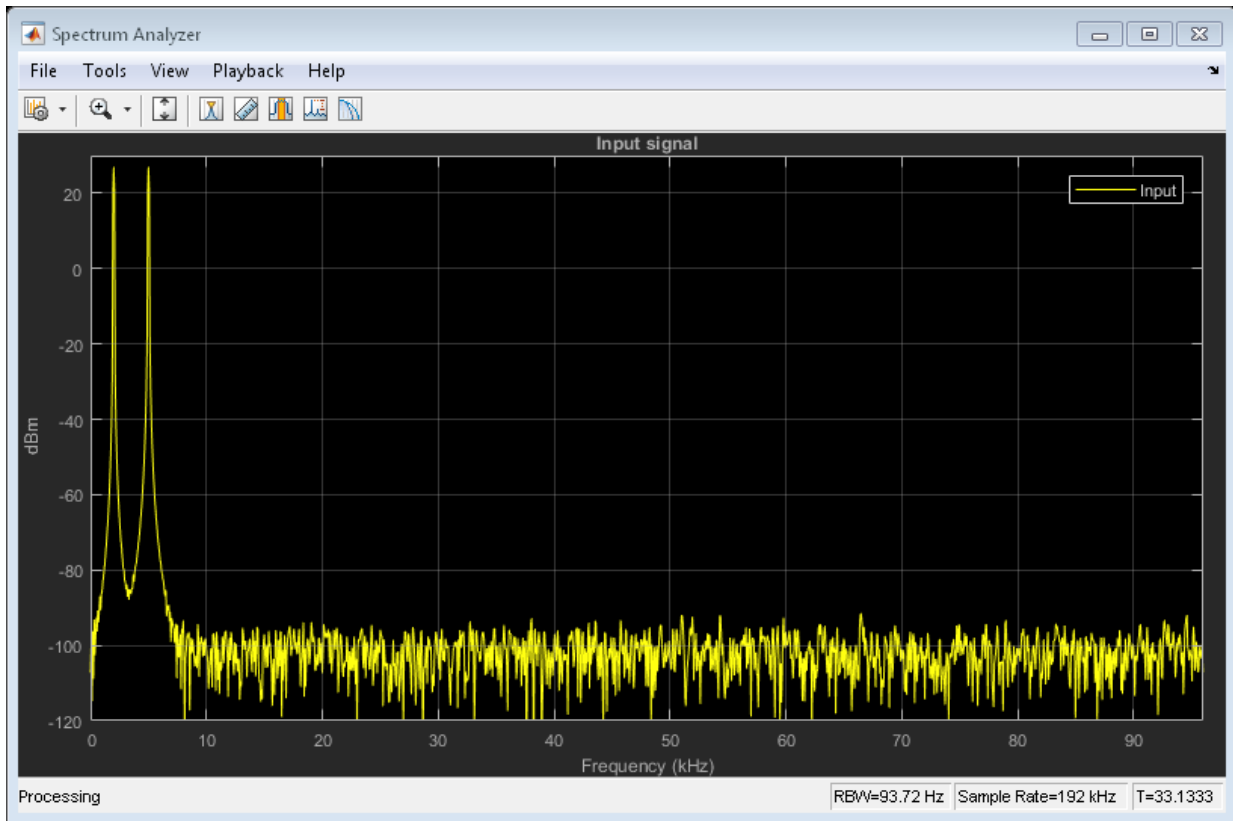 Spectrum Analyzer
File Tools View Playback Help
Input signal
Input
20
0
-20
-40
-60
-80
-100
-120
dBm
0 10 20 30 40 50 60 70 80 90
Frequency (kHz)
Processing RBW=93.72 Hz Sample Rate=192 kHz T=33.1333